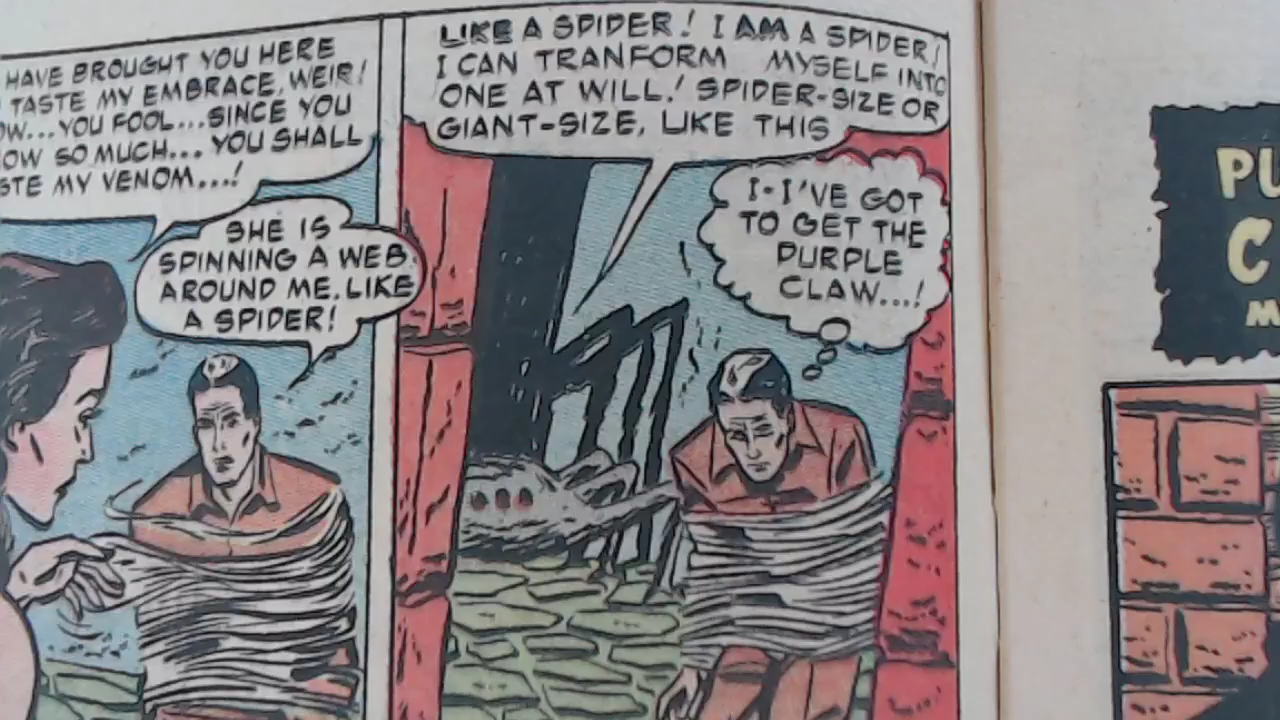 HAVE BROUGHT YOU HERE
TASTE MY EMBRACE, WEIR!
OW...YOU FOOL...SINCE YOU
OW SO MUCH... YOU SHALL
STE MY VENOM...!
SHE IS
SPINNING A WEB
AROUND ME, LIKE
A SPIDER!
LIKE A SPIDER! I AM A SPIDER!
I CAN TRANFORM MYSELF INTO
ONE AT WILL! SPIDER-SIZE OR
GIANT-SIZE, LIKE THIS
I-I'VE GOT
TO GET THE
PURPLE
CLAW...!
PU
C
M